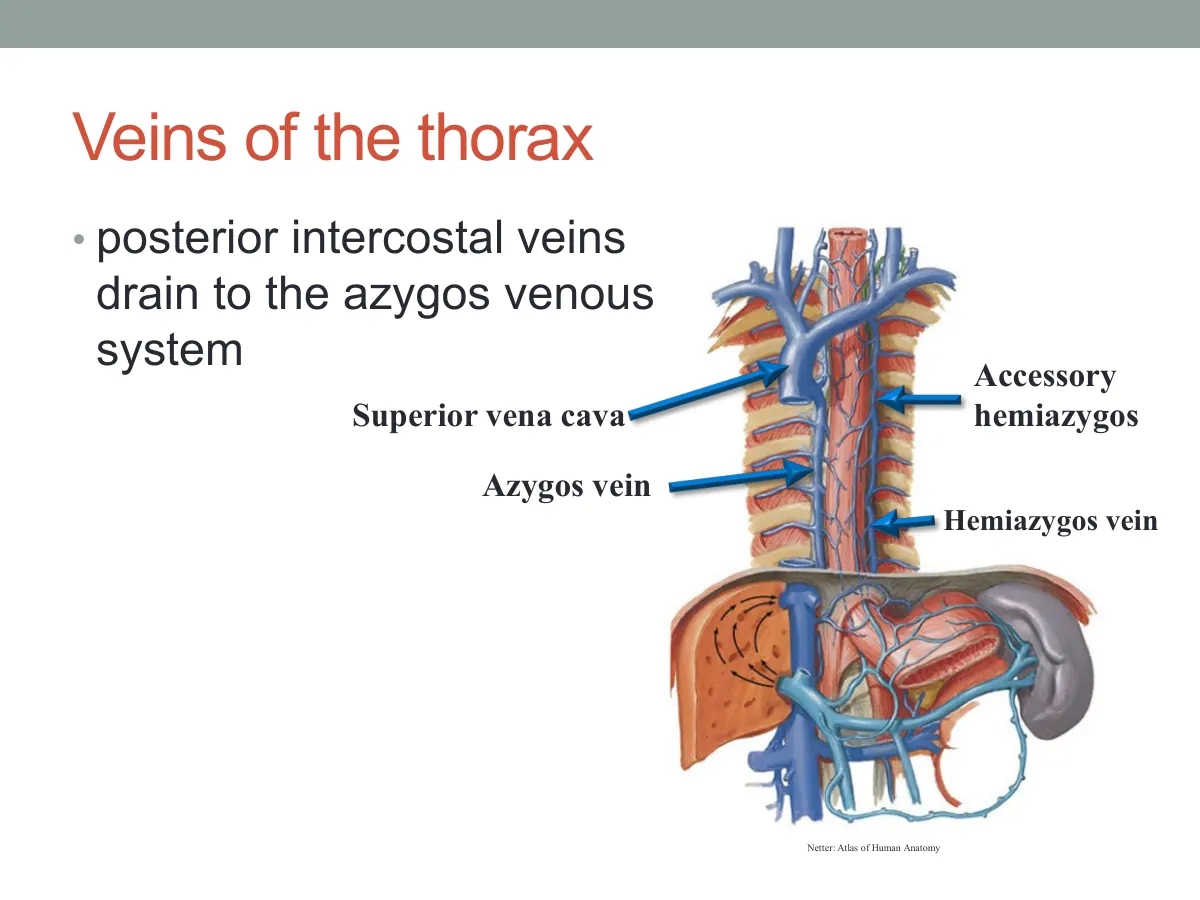 Veins of the thorax
• posterior intercostal veins
drain to the azygos venous
system
Accessory
hemiazygos
Superior vena cava
Azygos vein
Hemiazygos vein
Netter: Atlas of Human Anatomy